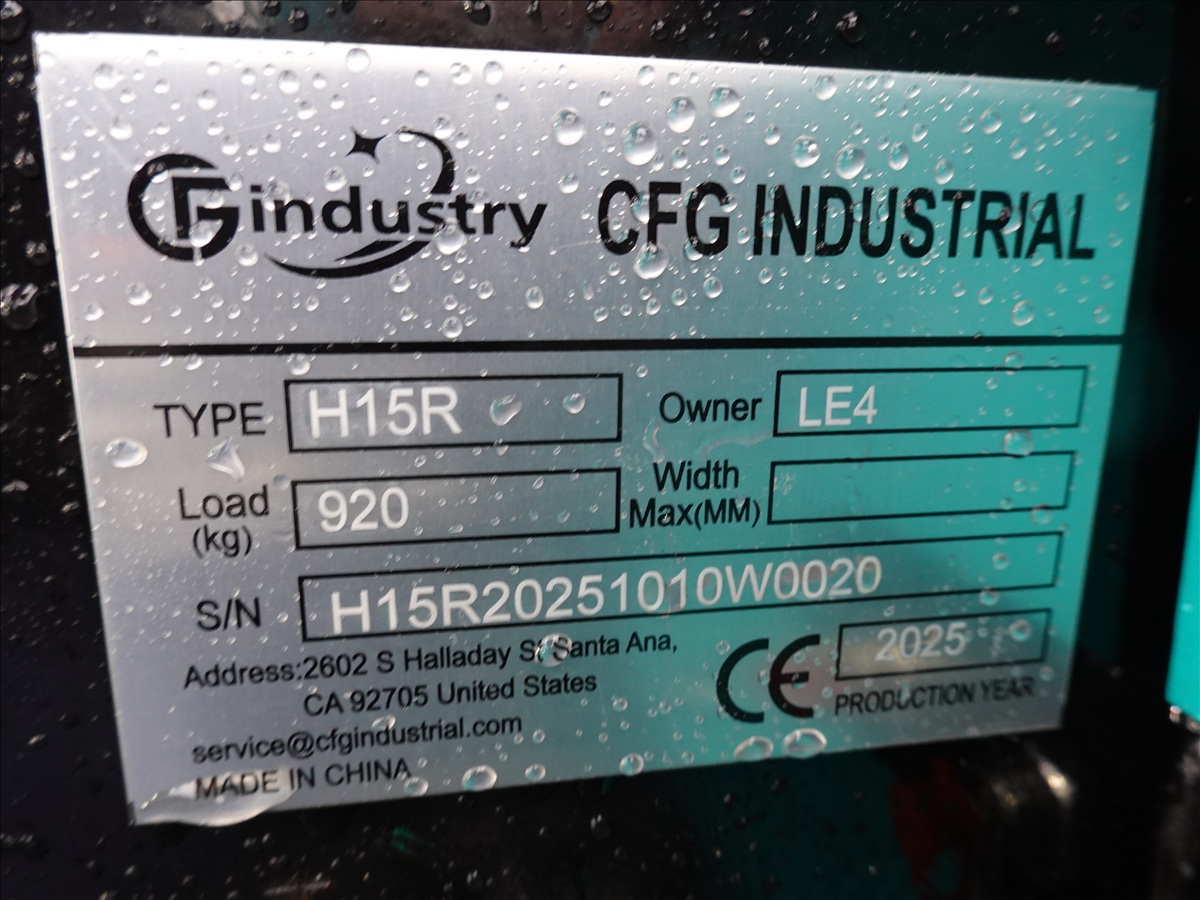 CFGindustry CFG INDUSTRIAL
TYPE H15R Owner LE4
Load (kg) 920 Width Max(MM)
S/N H15R20251010W0020
Address:2602 S Halladay St Santa Ana,
CA 92705 United States
service@cfgindustrial.com
MADE IN CHINA
CE 2025
PRODUCTION YEAR